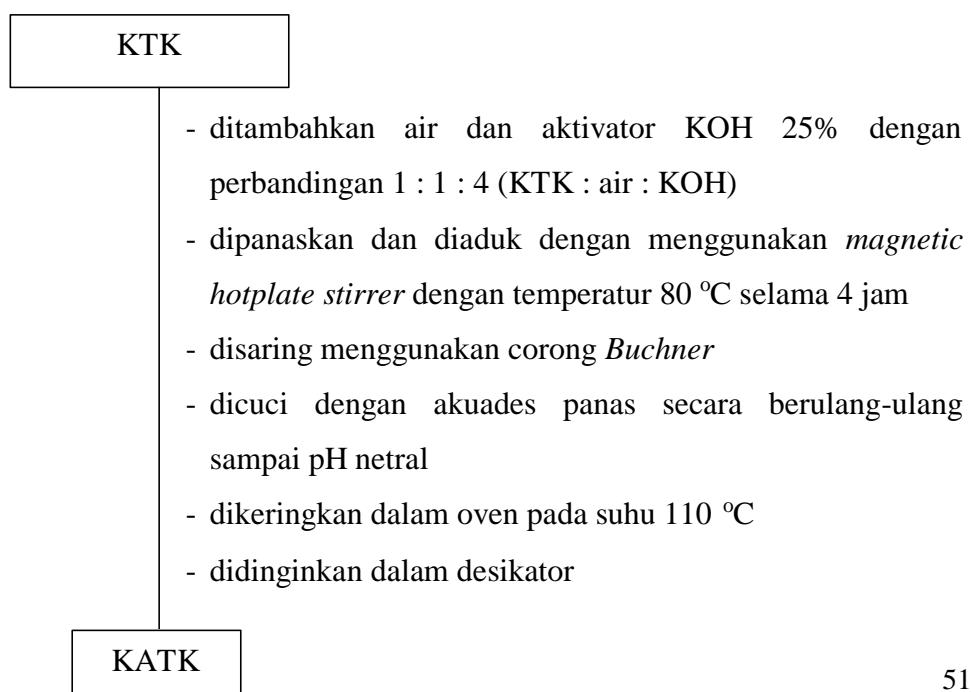 KTK
- ditambahkan air dan aktivator KOH 25% dengan
perbandingan 1 : 1 : 4 (KTK : air : KOH)
- dipanaskan dan diaduk dengan menggunakan magnetic
hotplate stirrer dengan temperatur 80 ºC selama 4 jam
- disaring menggunakan corong Buchner
- dicuci dengan akuades panas secara berulang-ulang
sampai pH netral
- dikeringkan dalam oven pada suhu 110 ºC
- didinginkan dalam desikator
KATK
51